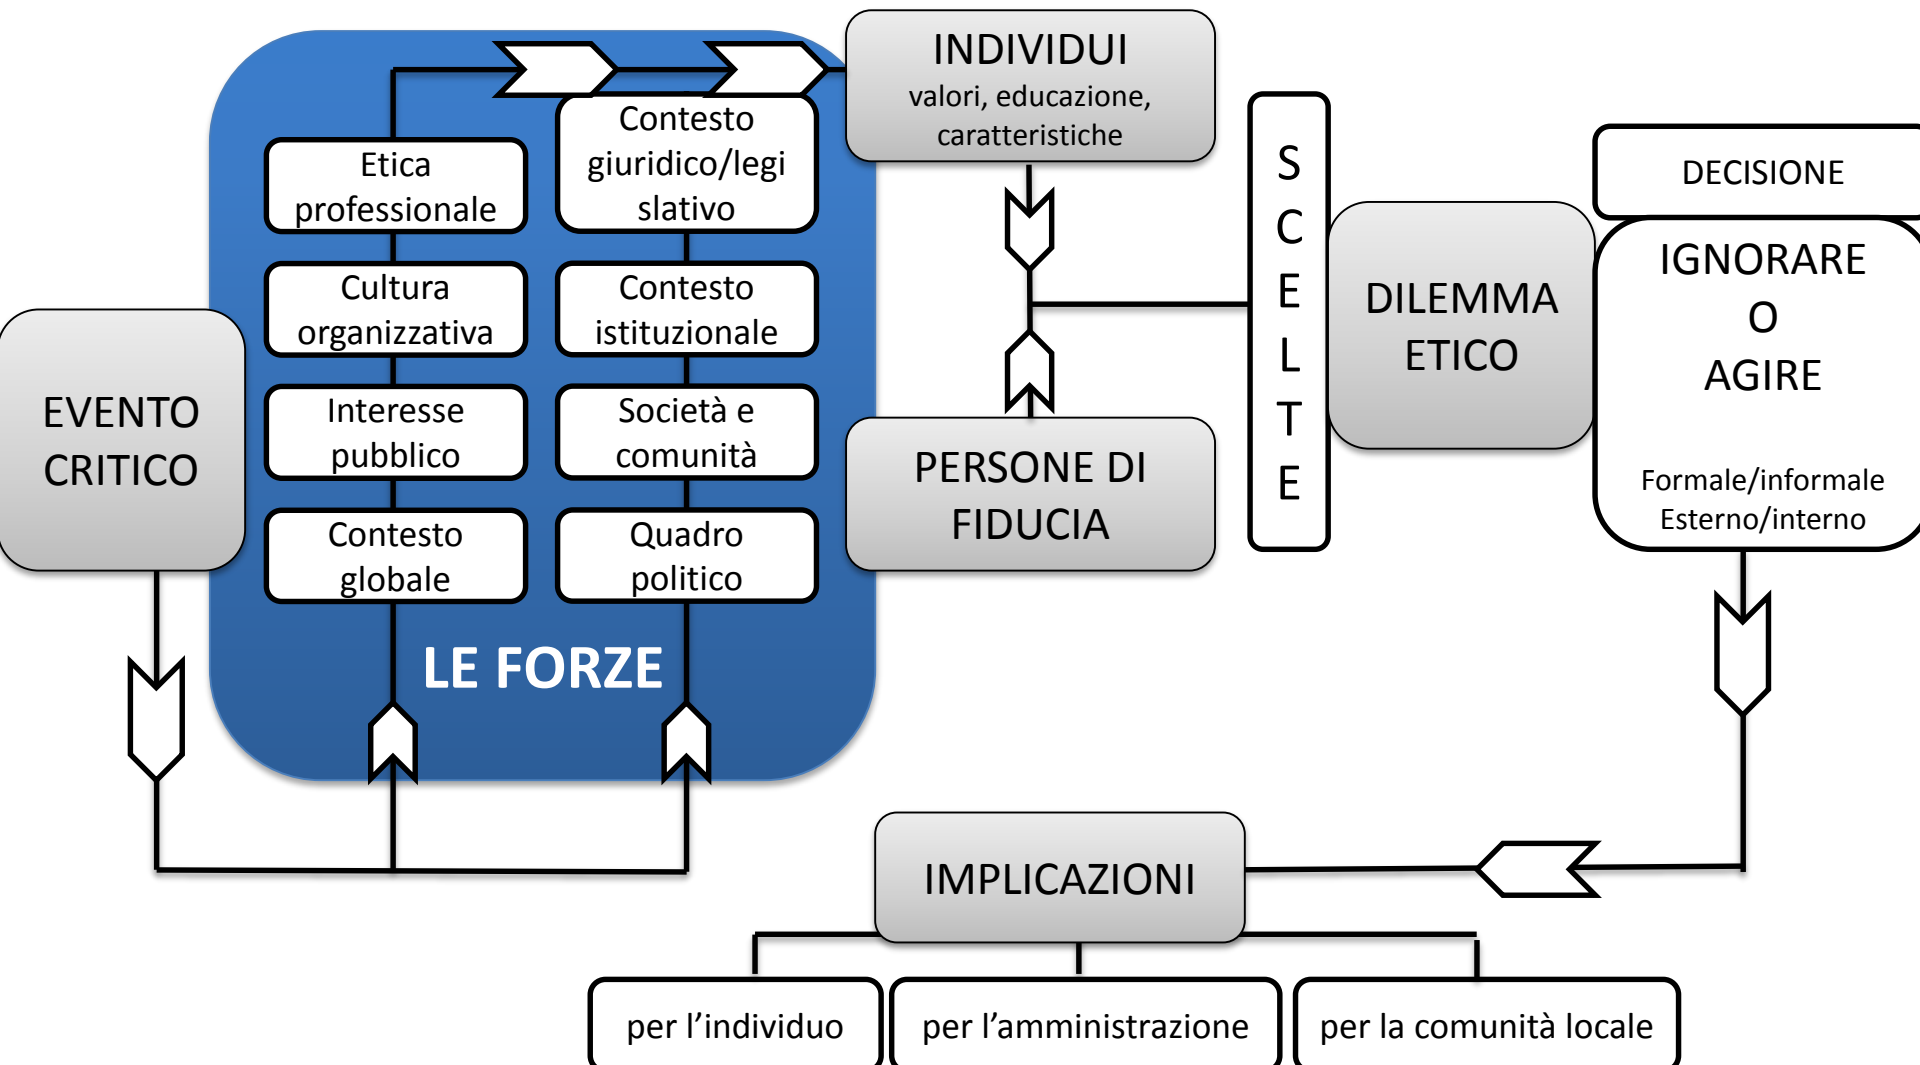 EVENTO
CRITICO
Etica
professionale
Cultura
organizzativa
Interesse
pubblico
Contesto
globale
Contesto
giuridico/legi
slativo
Contesto
istituzionale
Società e
comunità
Quadro
politico
LE FORZE
INDIVIDUI
valori, educazione,
caratteristiche
PERSONE DI
FIDUCIA
S
C
E
L
T
E
DILEMMA
ETICO
DECISIONE
IGNORARE
O
AGIRE
Formale/informale
Esterno/interno
IMPLICAZIONI
per l’individuo
per l’amministrazione
per la comunità locale